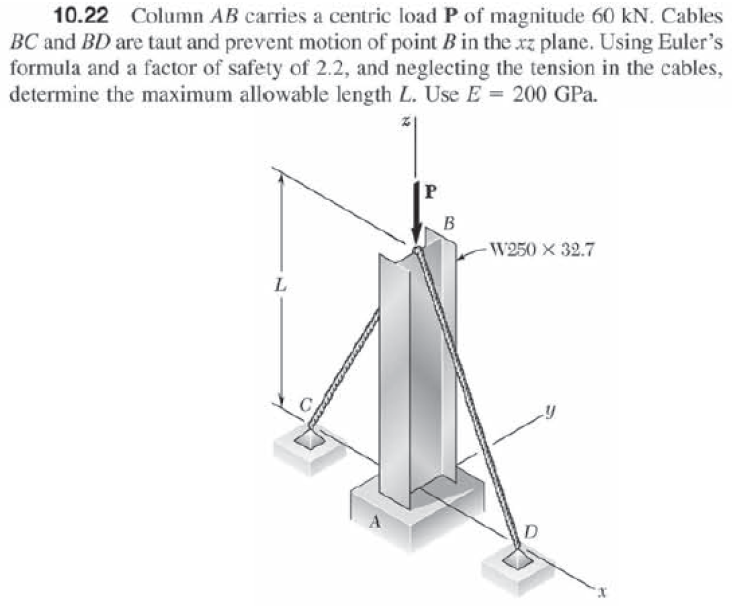 10.22 Column AB carries a centric load P of magnitude 60 kN. Cables
BC and BD are taut and prevent motion of point B in the xz plane. Using Euler's
formula and a factor of safety of 2.2, and neglecting the tension in the cables,
determine the maximum allowable length L. Use E = 200 GPa.
z
P
B
W250 × 32.7
L
C
y
A
D
x